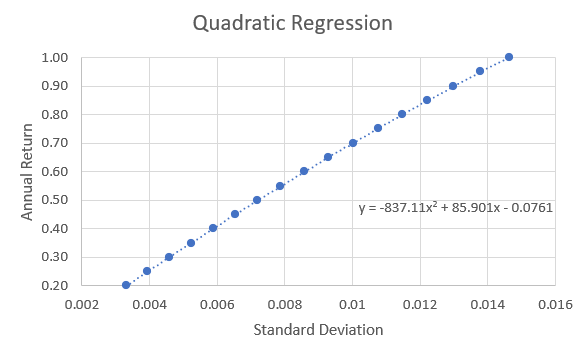 Quadratic Regression
1.00
0.90
0.80
0.70
0.60
0.50
0.40
0.30
0.20
Annual Return
y = -837.11x² + 85.901x - 0.0761
0.002 0.004 0.006 0.008 0.01 0.012 0.014 0.016
Standard Deviation